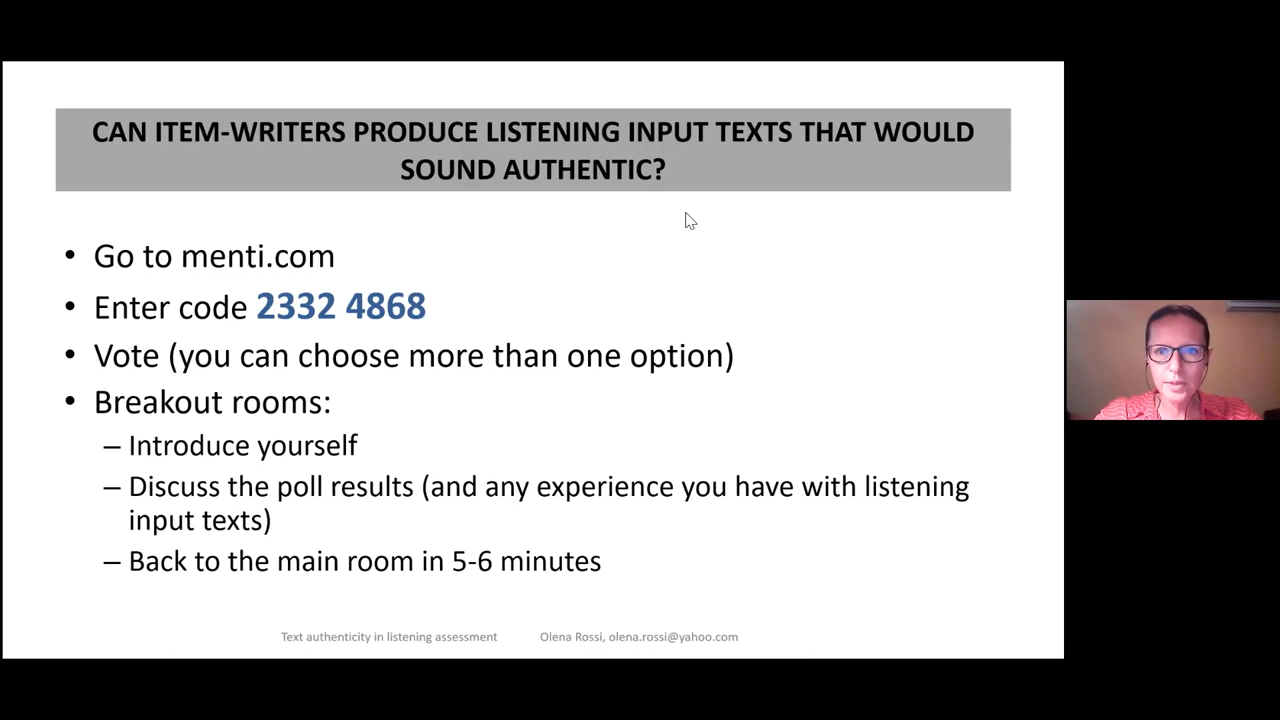 CAN ITEM-WRITERS PRODUCE LISTENING INPUT TEXTS THAT WOULD
SOUND AUTHENTIC?
• Go to menti.com
• Enter code 2332 4868
• Vote (you can choose more than one option)
• Breakout rooms:
– Introduce yourself
– Discuss the poll results (and any experience you have with listening
input texts)
– Back to the main room in 5-6 minutes
Text authenticity in listening assessment Olena Rossi, olena.rossi@yahoo.com